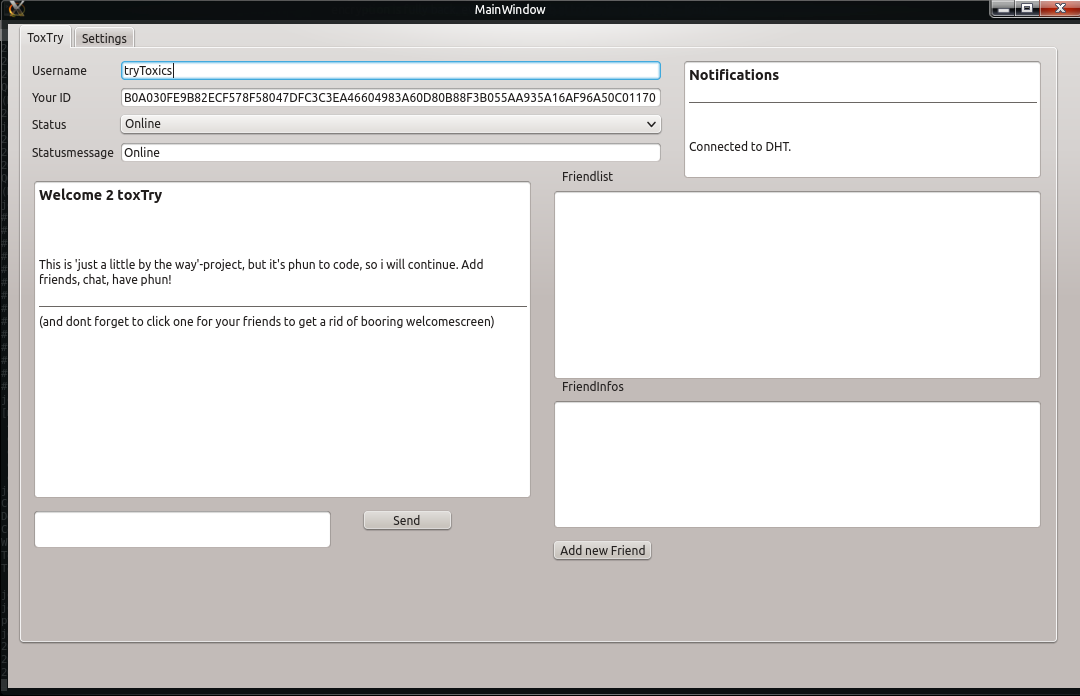 MainWindow
ToxTry
Settings
Username
tryToxics
Your ID
B0A030FE9B82ECF578F58047DFC3C3EA46604983A60D80B88F3B055AA935A16AF96A50C01170
Status
Online
Statusmessage
Online
Notifications
Connected to DHT.
Welcome 2 toxTry
This is 'just a little by the way'-project, but it's phun to code, so i will continue. Add
friends, chat, have phun!
(and dont forget to click one for your friends to get a rid of booring welcomescreen)
Send
Friendlist
FriendInfos
Add new Friend